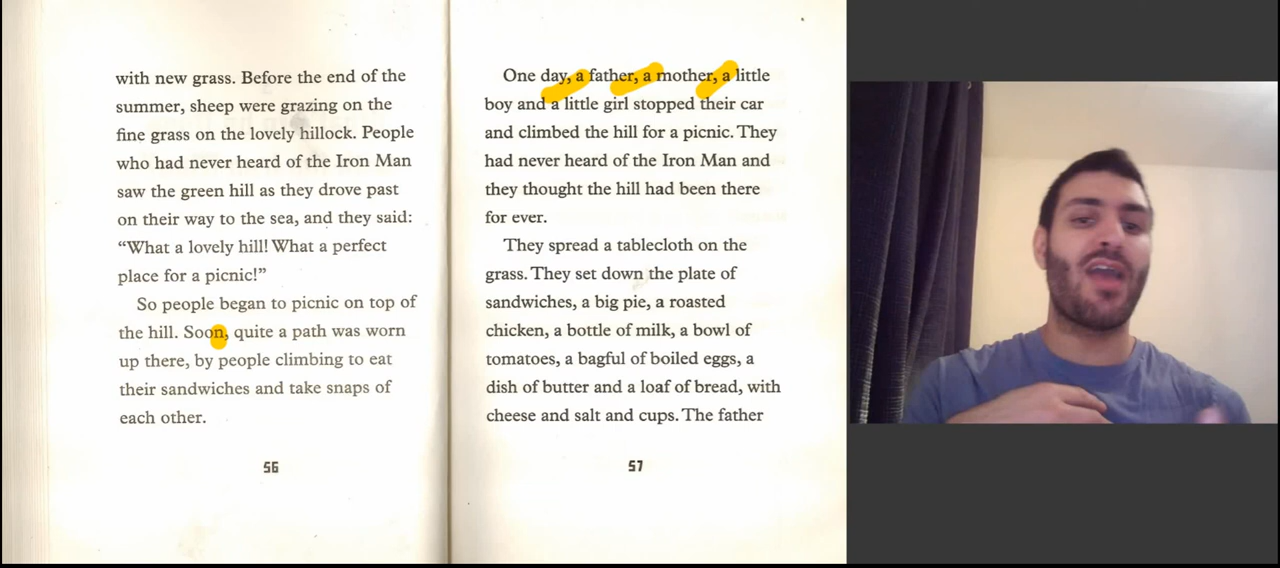 with new grass. Before the end of the
summer, sheep were grazing on the
fine grass on the lovely hillock. People
who had never heard of the Iron Man
saw the green hill as they drove past
on their way to the sea, and they said:
“What a lovely hill! What a perfect
place for a picnic!”
So people began to picnic on top of
the hill. Soon, quite a path was worn
up there, by people climbing to eat
their sandwiches and take snaps of
each other.
56
One day, a father, a mother, a little
boy and a little girl stopped their car
and climbed the hill for a picnic. They
had never heard of the Iron Man and
they thought the hill had been there
for ever.
They spread a tablecloth on the
grass. They set down the plate of
sandwiches, a big pie, a roasted
chicken, a bottle of milk, a bowl of
tomatoes, a bagful of boiled eggs, a
dish of butter and a loaf of bread, with
cheese and salt and cups. The father
57